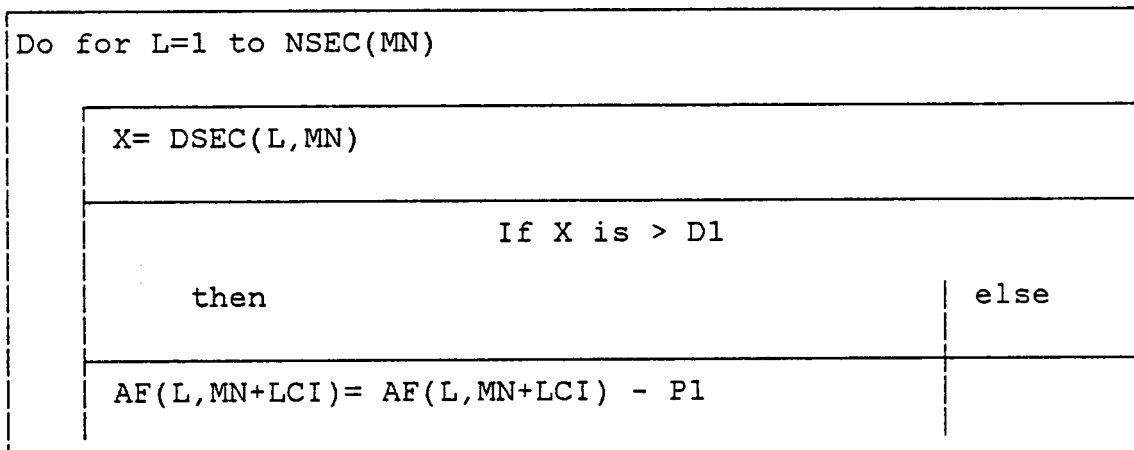 Do for L=1 to NSEC(MN)
X= DSEC(L,MN)
If X is > D1
then else
AF(L,MN+LCI)= AF(L,MN+LCI) - P1